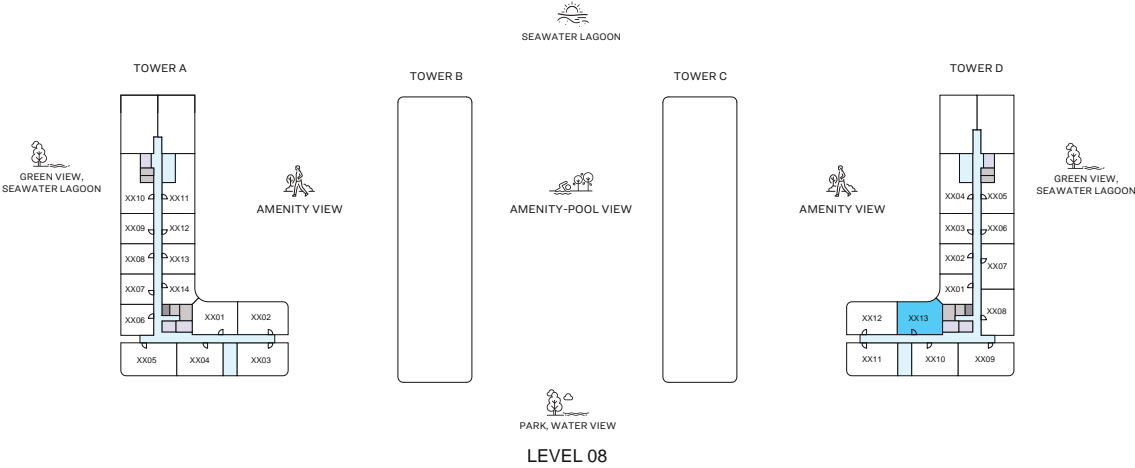 SEAWATER LAGOON
TOWER A
TOWER B
TOWER C
TOWER D
GREEN VIEW,
SEAWATER LAGOON
AMENITY VIEW
AMENITY-POOL VIEW
AMENITY VIEW
GREEN VIEW,
SEAWATER LAGOON
XX10 XX11
XX09 XX12
XX08 XX13
XX07 XX14
XX06
XX01 XX02
XX05 XX04 XX03
XX04 XX05
XX03 XX06
XX02
XX07
XX01
XX08
XX12 XX13
XX11 XX10 XX09
PARK, WATER VIEW
LEVEL 08